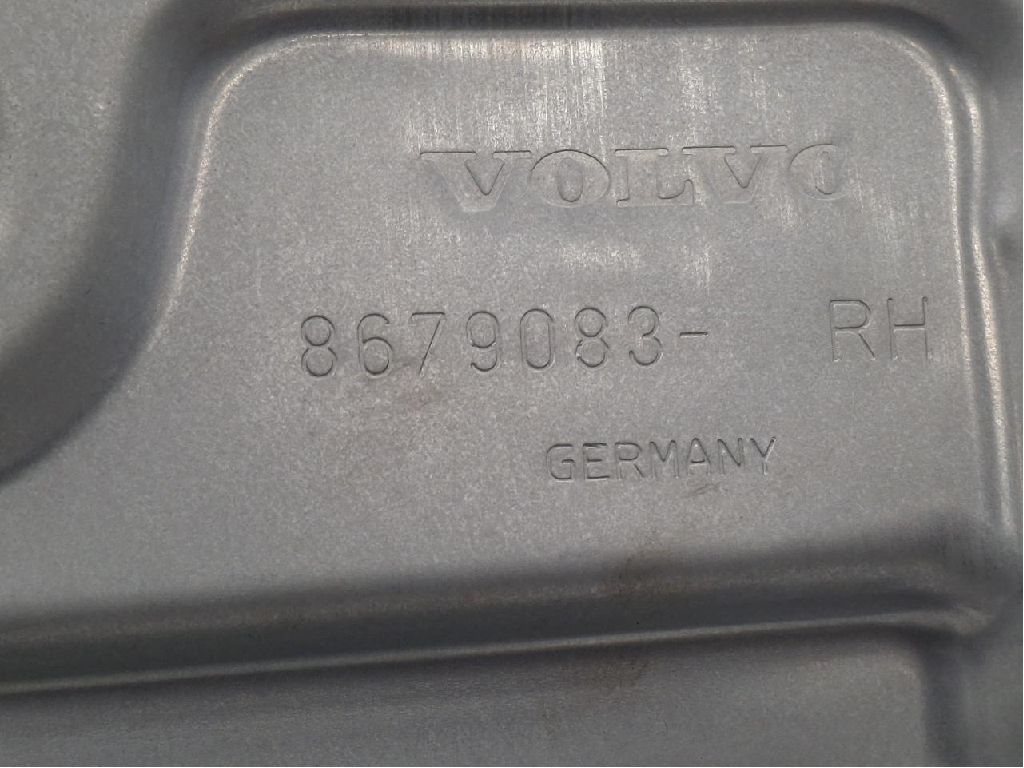 VOLVO
8679083- RH
GERMANY